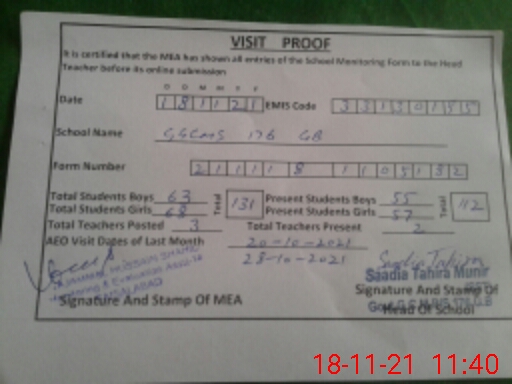 VISIT PROOF
It is certified that the MEA has shown all entries of the School Monitoring Form to the Head
Teacher before its online submission
D D M M Y Y
Date 1 8 1 1 2 1 EMIS Code 3 3 1 3 0 1 5 5
School Name GGCMS 176 GB
Form Number 2 1 1 1 1 8 1 1 0 5 1 3 2
Total Students Boys 63 Total 131 Present Students Boys 55 Total 112
Total Students Girls 68 Present Students Girls 57
Total Teachers Posted 3 Total Teachers Present 2
AEO Visit Dates of Last Month 20-10-2021
28-10-2021
Saadia Tahira
Saadia Tahira Munir
Signature And Stamp Of MEA
Signature And Stamp Of
Head Of School
18-11-21 11:40